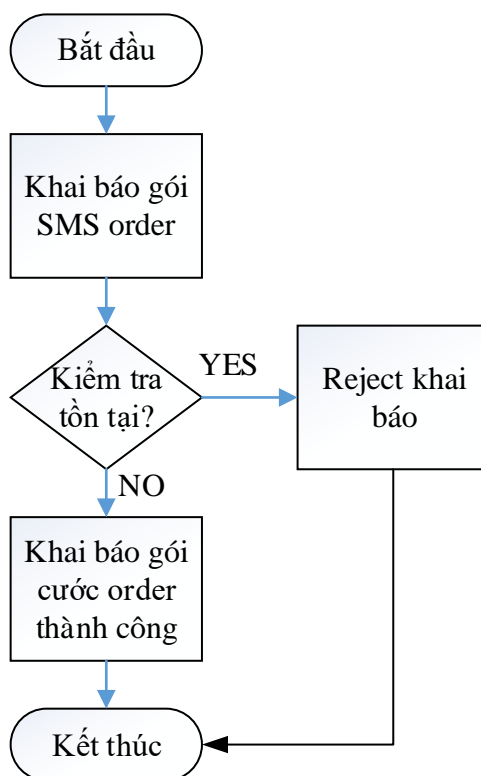 Bắt đầu
Khai báo gói
SMS order
Kiểm tra
tồn tại?
YES
Reject khai
báo
NO
Khai báo gói
cước order
thành công
Kết thúc